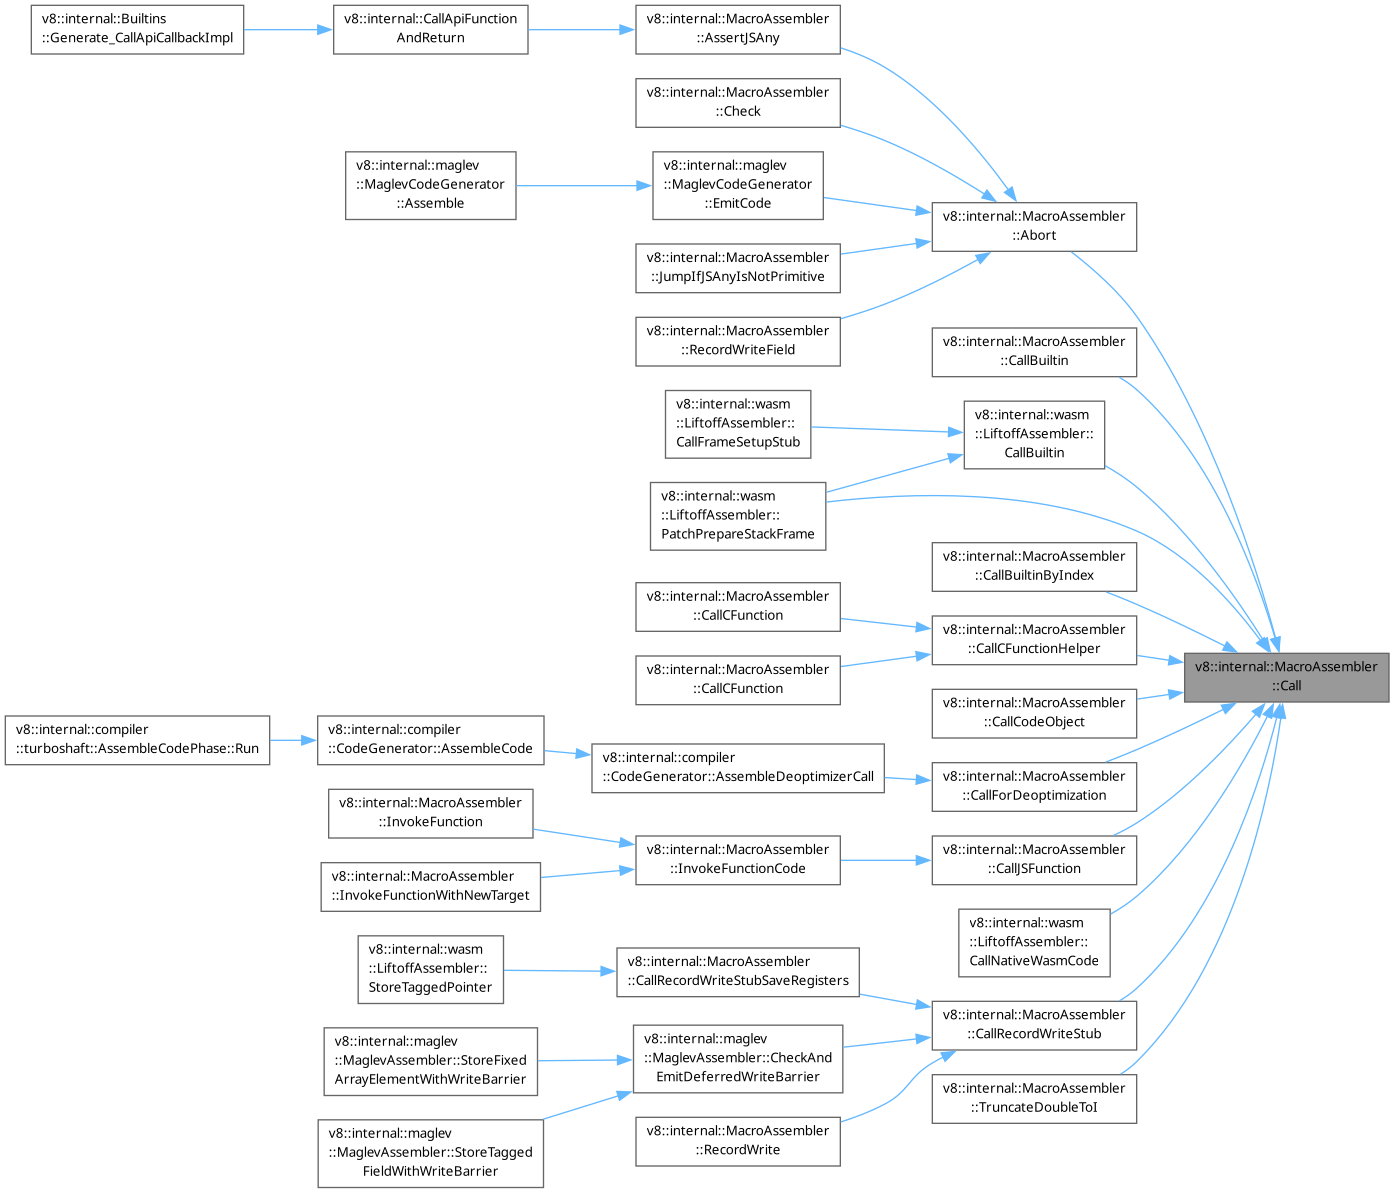 v8::internal::Builtins
::Generate_CallApiCallbackImpl
v8::internal::CallApiFunction
AndReturn
v8::internal::MacroAssembler
::AssertJSAny
v8::internal::MacroAssembler
::Check
v8::internal::maglev
::MaglevCodeGenerator
::Assemble
v8::internal::maglev
::MaglevCodeGenerator
::EmitCode
v8::internal::MacroAssembler
::Abort
v8::internal::MacroAssembler
::JumpIfJSAnyIsNotPrimitive
v8::internal::MacroAssembler
::RecordWriteField
v8::internal::MacroAssembler
::CallBuiltin
v8::internal::wasm
::LiftoffAssembler::
CallFrameSetupStub
v8::internal::wasm
::LiftoffAssembler::
CallBuiltin
v8::internal::wasm
::LiftoffAssembler::
PatchPrepareStackFrame
v8::internal::MacroAssembler
::CallBuiltinByIndex
v8::internal::MacroAssembler
::CallCFunction
v8::internal::MacroAssembler
::CallCFunctionHelper
v8::internal::MacroAssembler
::CallCFunction
v8::internal::MacroAssembler
::Call
v8::internal::MacroAssembler
::CallCodeObject
v8::internal::compiler
::turboshaft::AssembleCodePhase::Run
v8::internal::compiler
::CodeGenerator::AssembleCode
v8::internal::compiler
::CodeGenerator::AssembleDeoptimizerCall
v8::internal::MacroAssembler
::CallForDeoptimization
v8::internal::MacroAssembler
::InvokeFunction
v8::internal::MacroAssembler
::InvokeFunctionCode
v8::internal::MacroAssembler
::CallJSFunction
v8::internal::MacroAssembler
::InvokeFunctionWithNewTarget
v8::internal::wasm
::LiftoffAssembler::
CallNativeWasmCode
v8::internal::wasm
::LiftoffAssembler::
StoreTaggedPointer
v8::internal::MacroAssembler
::CallRecordWriteStubSaveRegisters
v8::internal::MacroAssembler
::CallRecordWriteStub
v8::internal::maglev
::MaglevAssembler::StoreFixed
ArrayElementWithWriteBarrier
v8::internal::maglev
::MaglevAssembler::CheckAnd
EmitDeferredWriteBarrier
v8::internal::MacroAssembler
::TruncateDoubleToI
v8::internal::maglev
::MaglevAssembler::StoreTagged
FieldWithWriteBarrier
v8::internal::MacroAssembler
::RecordWrite